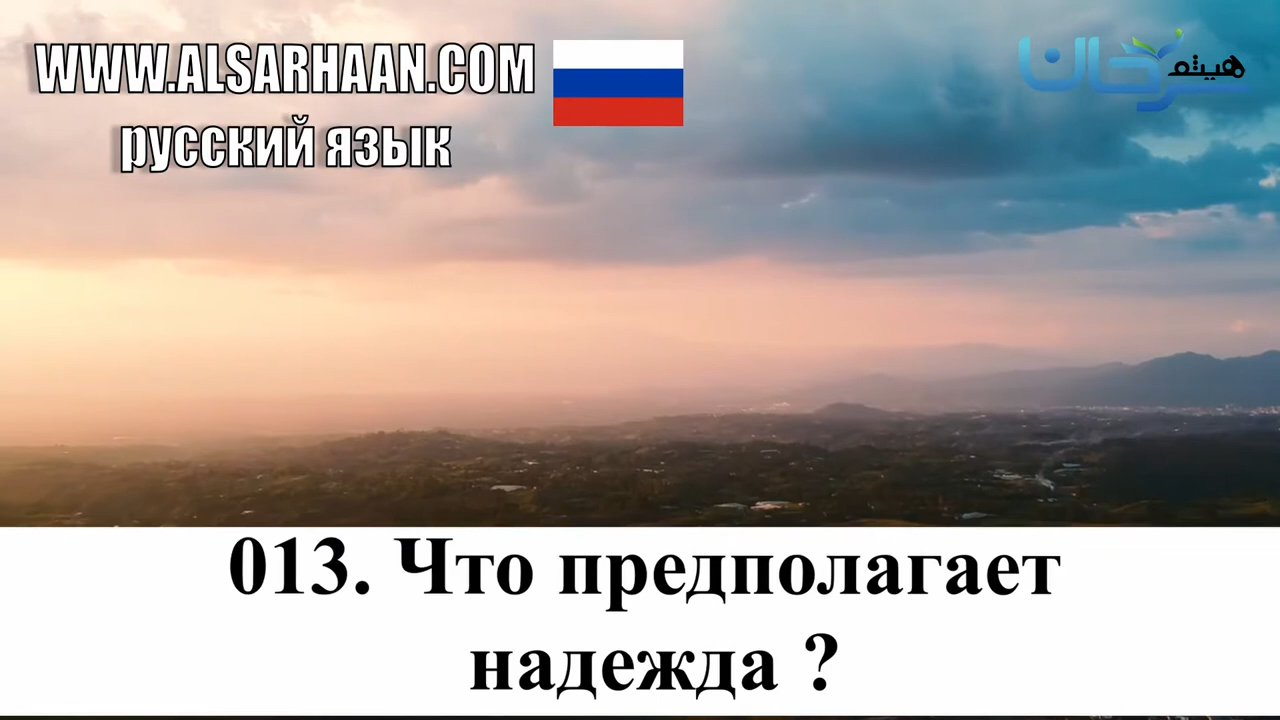 WWW.ALSARHAAN.COM
русский язык
هيثم
سرحان
013. Что предполагает
надежда ?